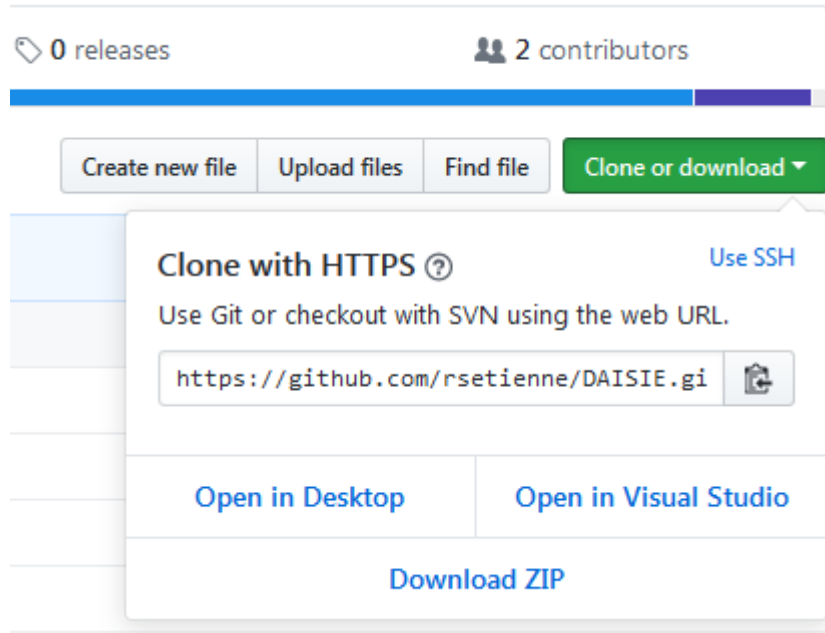 0 releases 2 contributors
Create new file Upload files Find file Clone or download
Clone with HTTPS Use SSH
Use Git or checkout with SVN using the web URL.
https://github.com/rsetienne/DAISIE.gi
Open in Desktop Open in Visual Studio
Download ZIP